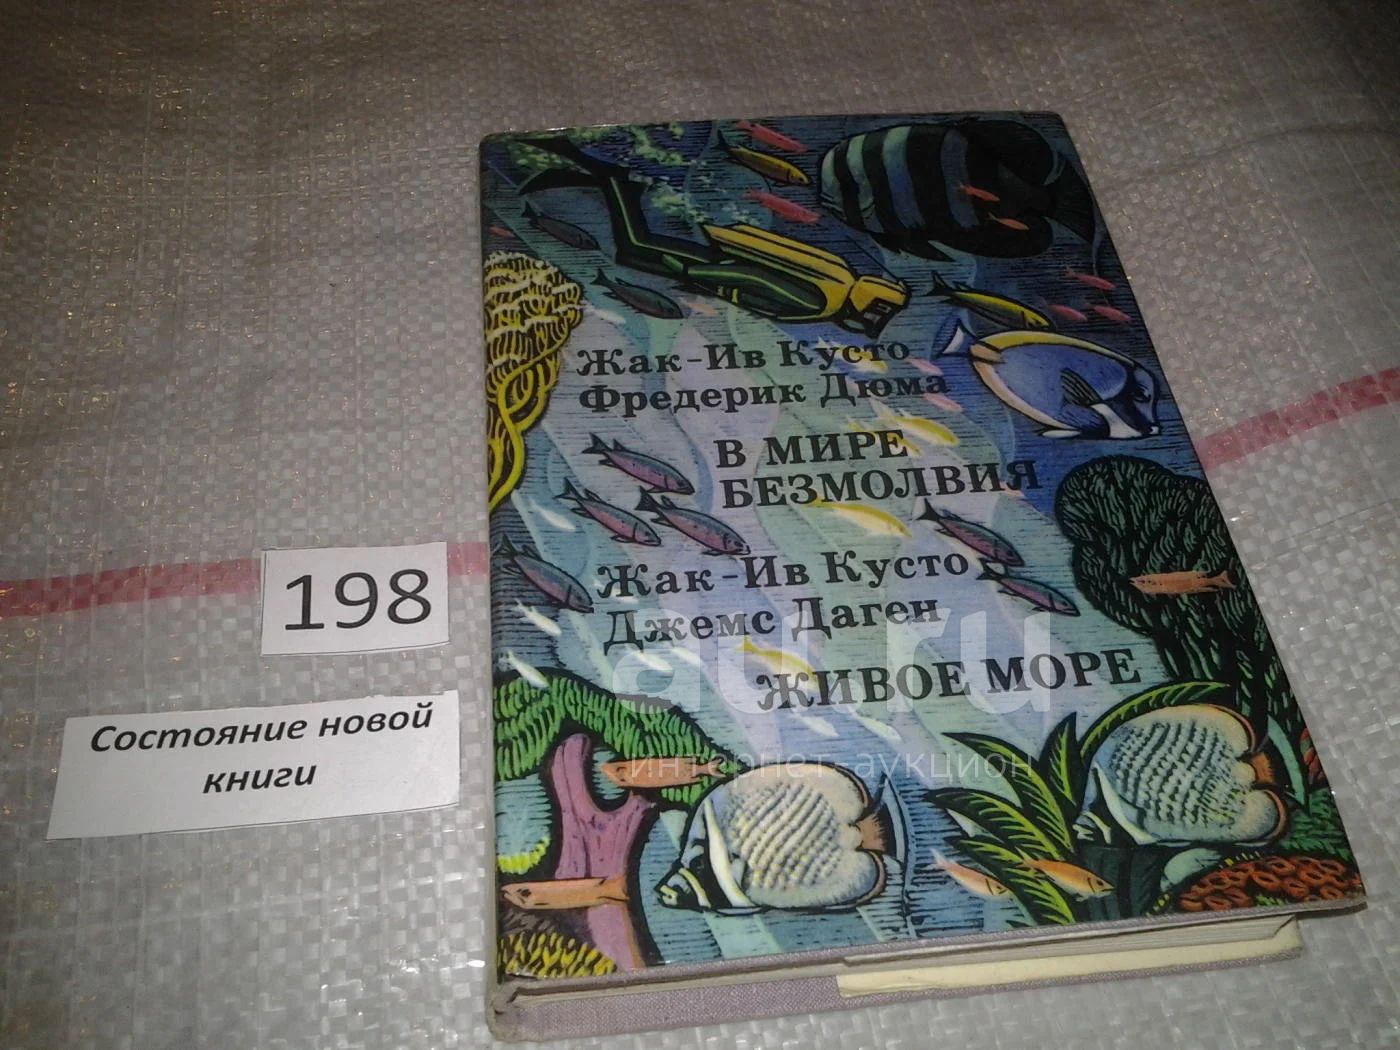 Жак-Ив Кусто
Фредерик Дюма
В МИРЕ
БЕЗМОЛВИЯ
Жак-Ив Кусто
Джемс Даген
ЖИВОЕ МОРЕ
198
Состояние новой
книги
au.ru
интернет-аукцион